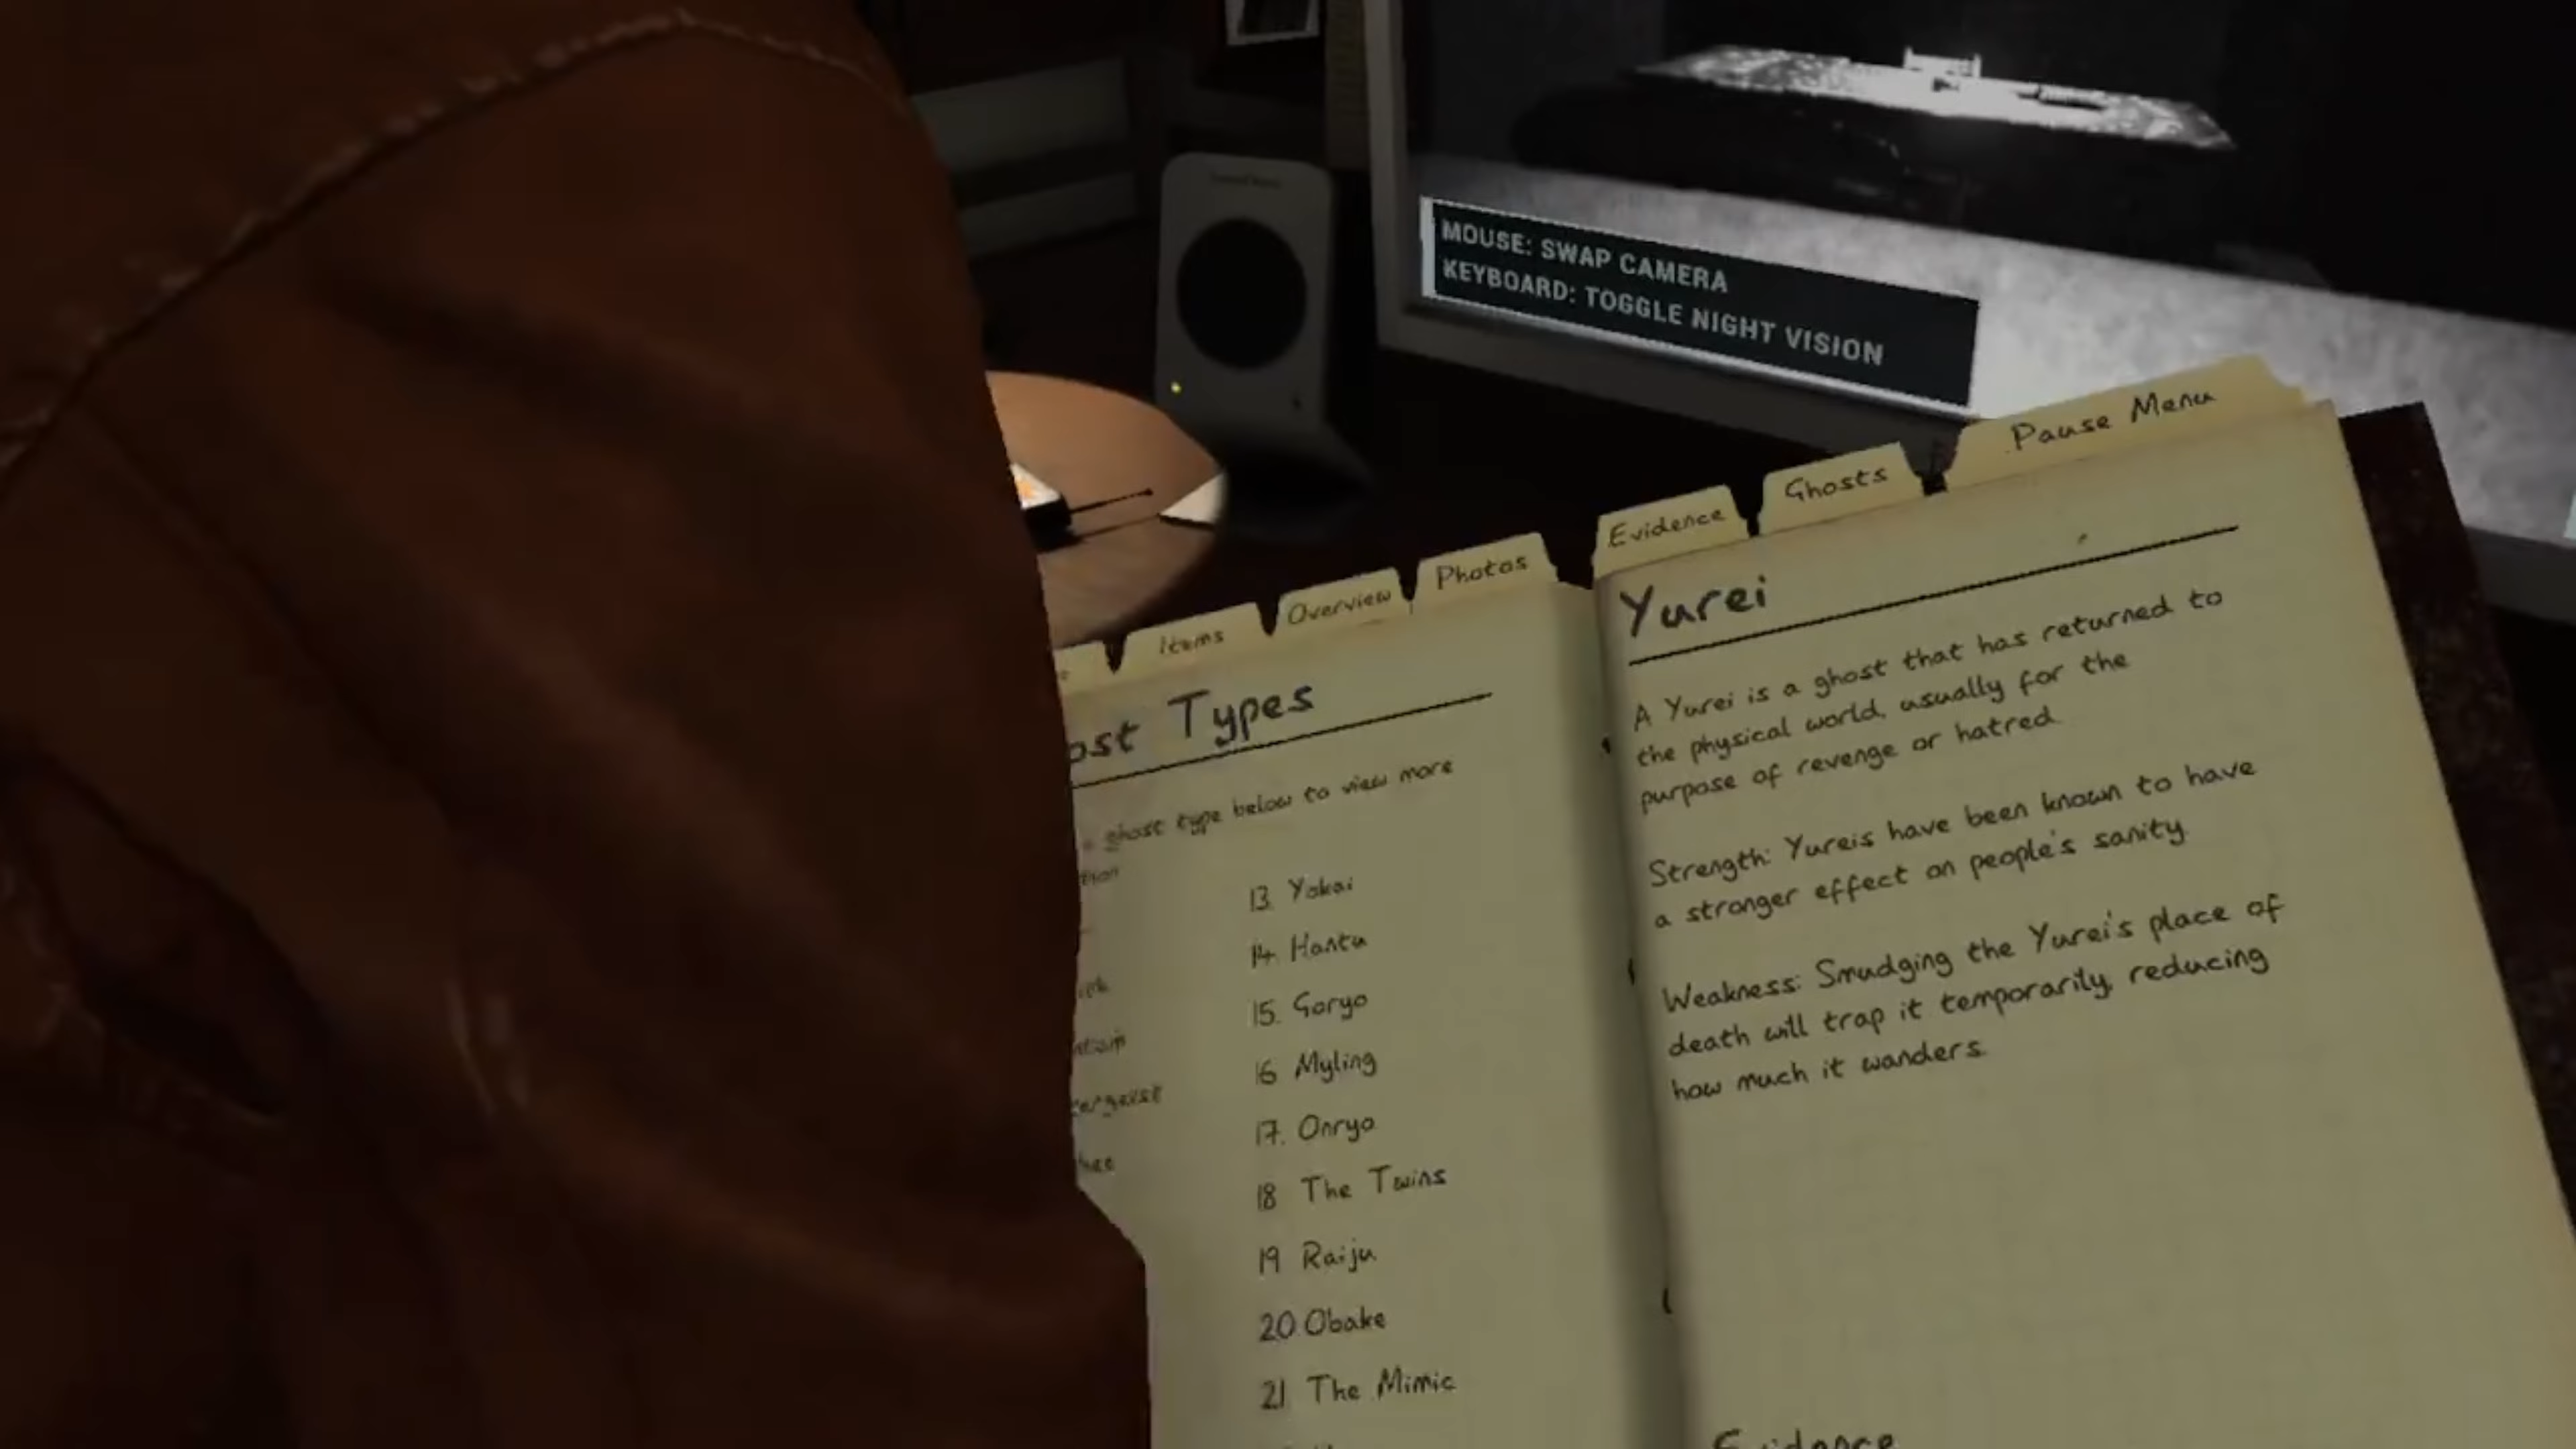 MOUSE: SWAP CAMERA
KEYBOARD: TOGGLE NIGHT VISION
Items
Overview
Photos
Evidence
Ghosts
Pause Menu
ost Types
ghost type below to view more
tion
13. Yokai
14. Hantu
15. Goryo
16 Myling
17. Onryo
18 The Twins
19 Raiju
20 Obake
21. The Mimic
Yurei
A Yurei is a ghost that has returned to
the physical world, usually for the
purpose of revenge or hatred.
Strength: Yureis have been known to have
a stronger effect on people's sanity.
Weakness: Smudging the Yurei's place of
death will trap it temporarily, reducing
how much it wanders.
Evidence